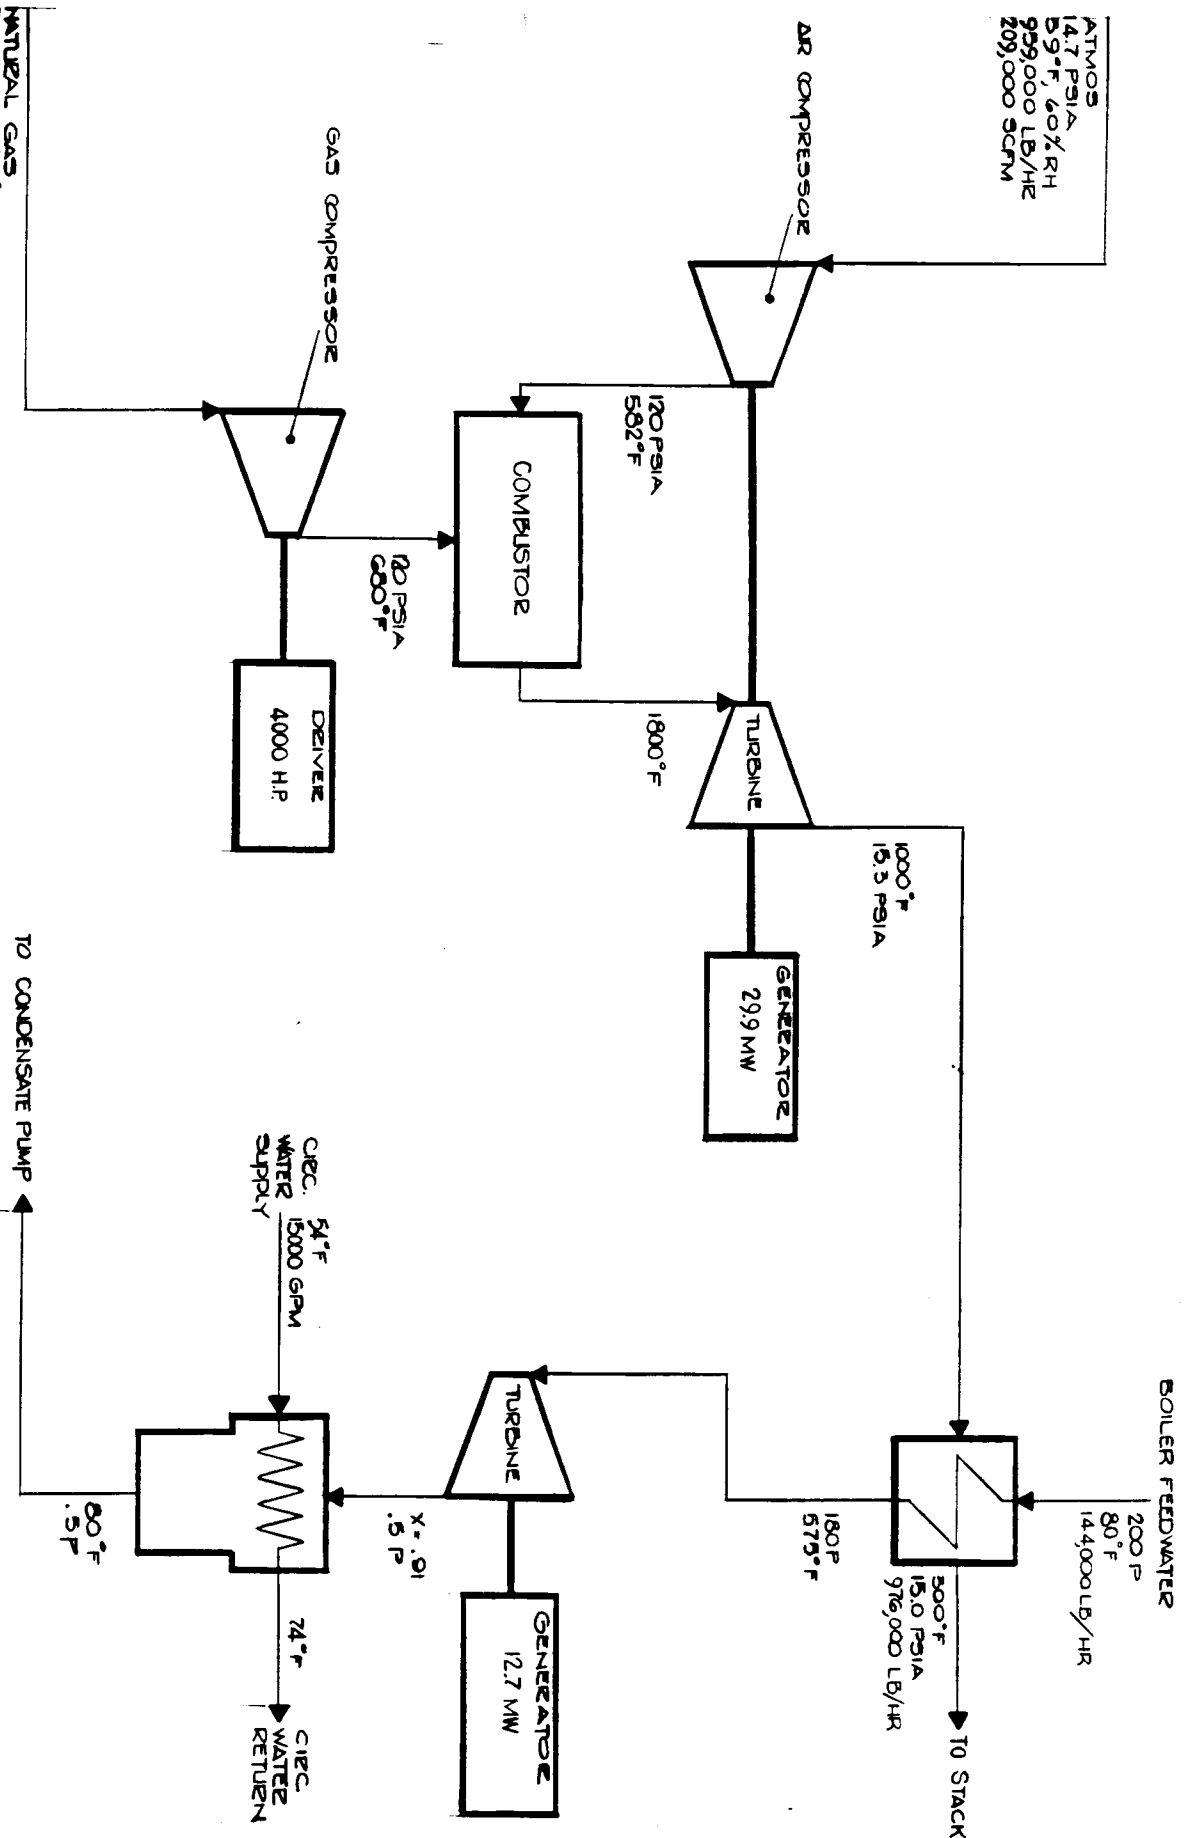 ATMOS
14.7 PSIA
59°F, 60% RH
959,000 LB/HR
209,000 SCFM
AIR COMPRESSOR
BOILER FEEDWATER
200 P
80°F
144,000 LB/HR
300°F
15.0 PSIA
976,000 LB/HR
TO STACK
1000°F
15.3 PSIA
180 P
575°F
TURBINE
GENERATOR
29.9 MW
120 PSIA
582°F
1800°F
COMBUSTOR
TURBINE
GENERATOR
12.7 MW
GAS COMPRESSOR
120 PSIA
680°F
X = .91
.5 P
DRIVER
4000 H.P.
CIRC.
WATER
SUPPLY
54°F
15000 GPM
74°F
CIRC.
WATER
RETURN
80°F
.5 P
NATURAL GAS
TO CONDENSATE PUMP